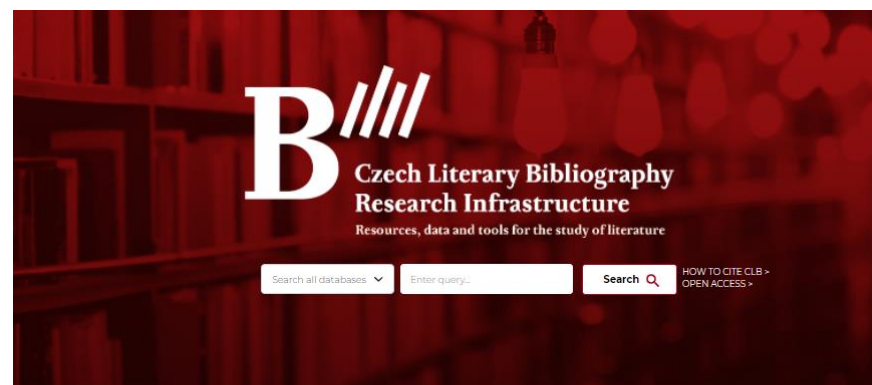 B
Czech Literary Bibliography
Research Infrastructure
Resources, data and tools for the study of literature
Search all databases
Enter query...
Search
HOW TO CITE CLB >
OPEN ACCESS >